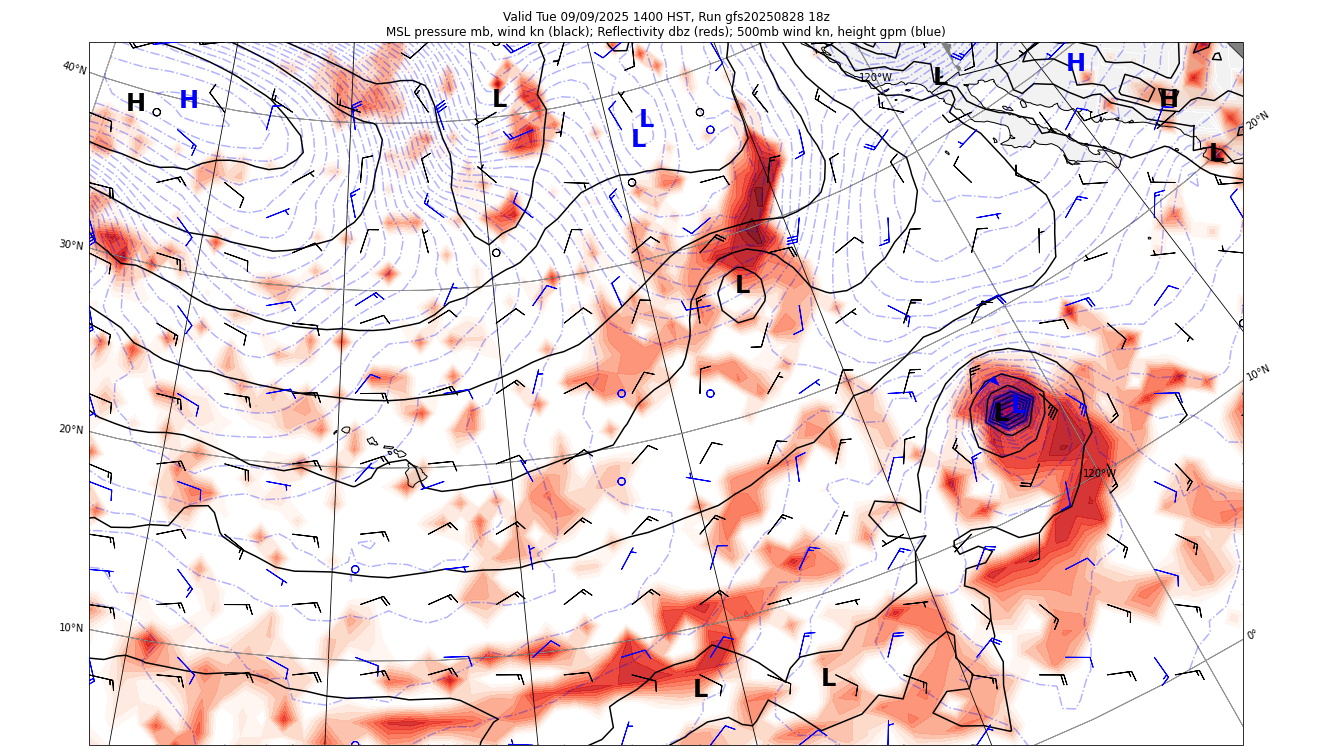 Valid Tue 09/09/2025 1400 HST, Run gfs20250828 18z
MSL pressure mb, wind kn (black); Reflectivity dbz (reds); 500mb wind kn, height gpm (blue)
40°N
120°W
L
H
H
H
L
H
20°N
L
L
L
30°N
L
10°N
L
20°N
120°W
10°N
0°
L
L